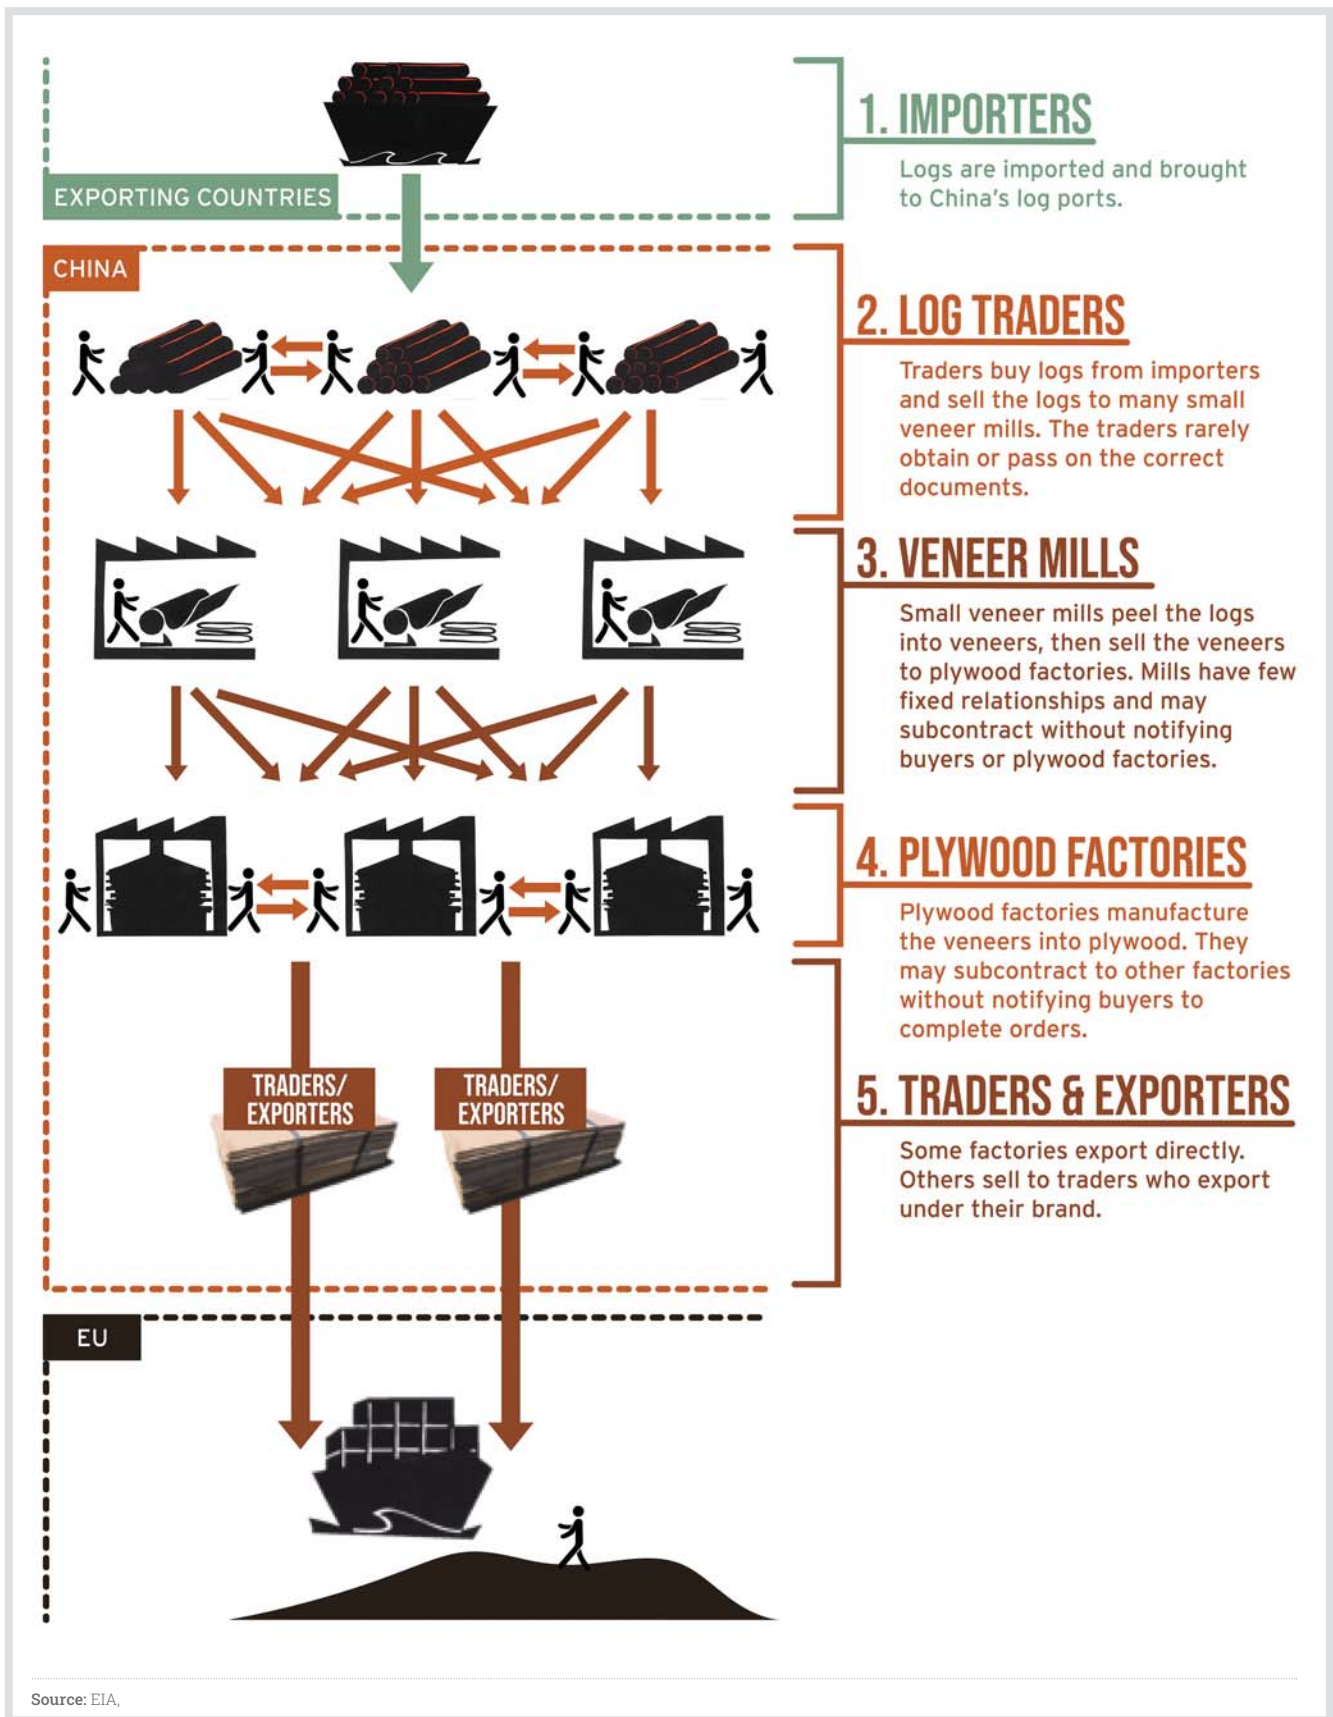 1. IMPORTERS
Logs are imported and brought
to China's log ports.
EXPORTING COUNTRIES
CHINA
2. LOG TRADERS
Traders buy logs from importers
and sell the logs to many small
veneer mills. The traders rarely
obtain or pass on the correct
documents.
3. VENEER MILLS
Small veneer mills peel the logs
into veneers, then sell the veneers
to plywood factories. Mills have few
fixed relationships and may
subcontract without notifying
buyers or plywood factories.
4. PLYWOOD FACTORIES
Plywood factories manufacture
the veneers into plywood. They
may subcontract to other factories
without notifying buyers to
complete orders.
TRADERS/
EXPORTERS
TRADERS/
EXPORTERS
5. TRADERS & EXPORTERS
Some factories export directly.
Others sell to traders who export
under their brand.
EU
Source: EIA,